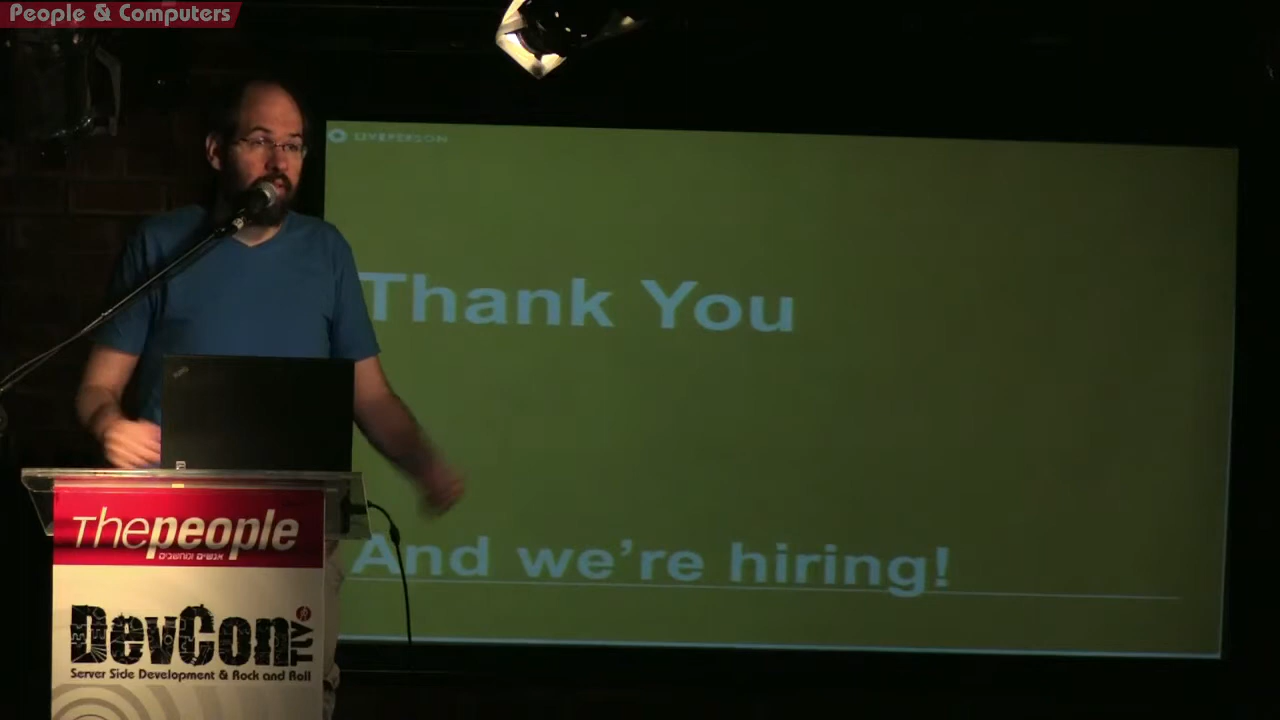 People & Computers
LIVEPERSON
Thank You
And we're hiring!
Thepeople
אנשים ומחשבים
DevCon
TLV
Server Side Development & Rock and Roll